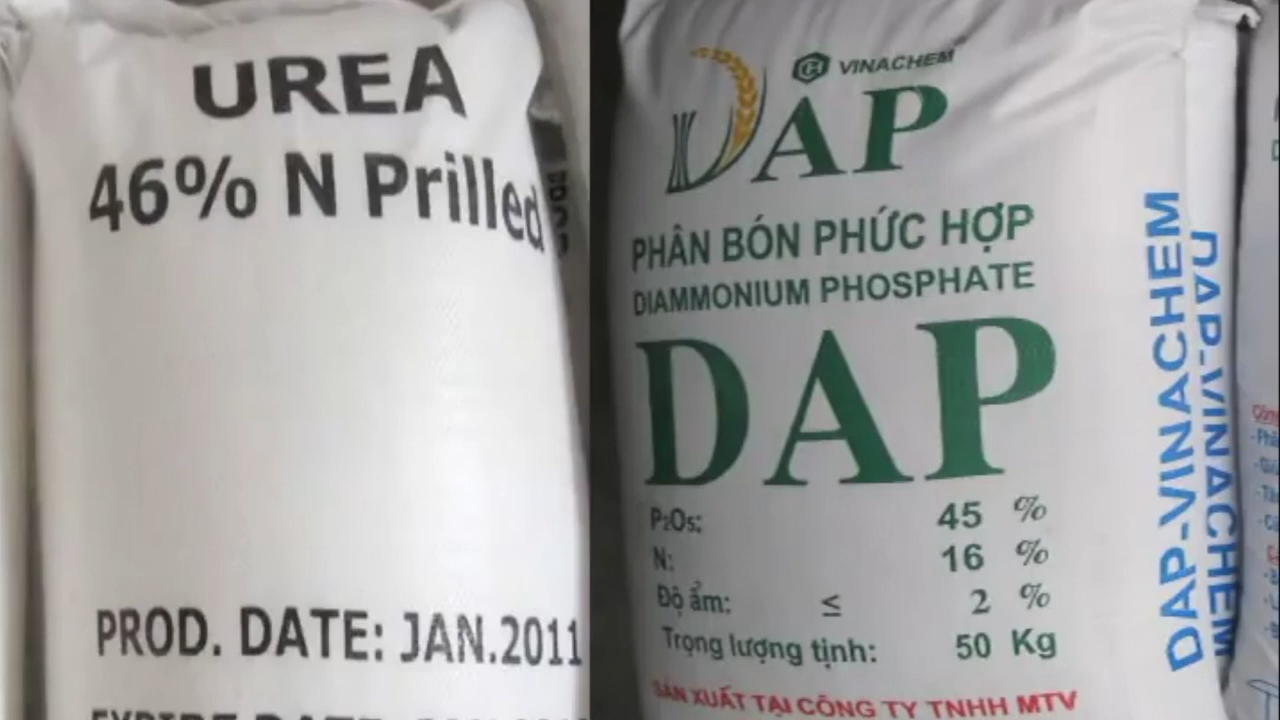 UREA
46% N Prilled
PROD. DATE: JAN.2011
VINACHEM
DAP
PHÂN BÓN PHỨC HỢP
DIAMMONIUM PHOSPHATE
DAP
P₂O₅: 45 %
N: 16 %
Độ ẩm: ≤ 2 %
Trọng lượng tịnh: 50 Kg
SẢN XUẤT TẠI CÔNG TY TNHH MTV
DAP-VINACHEM
DAP-VINACHEM